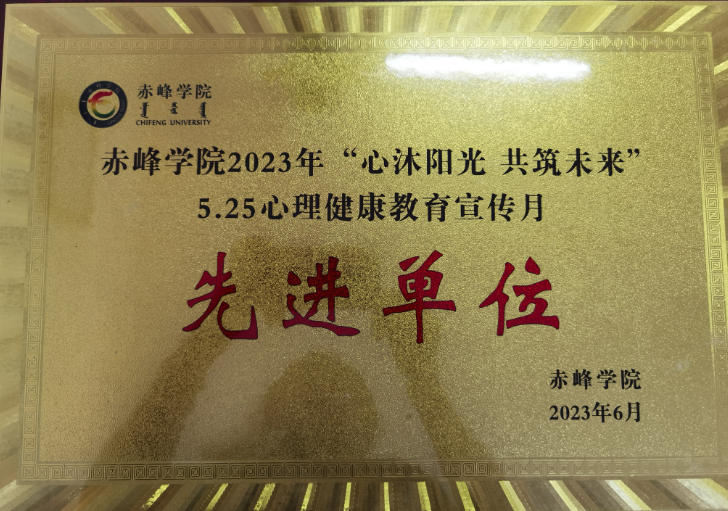 赤峰学院
CHIFENG UNIVERSITY
赤峰学院2023年“心沐阳光 共筑未来”
5.25心理健康教育宣传月
先进单位
赤峰学院
2023年6月